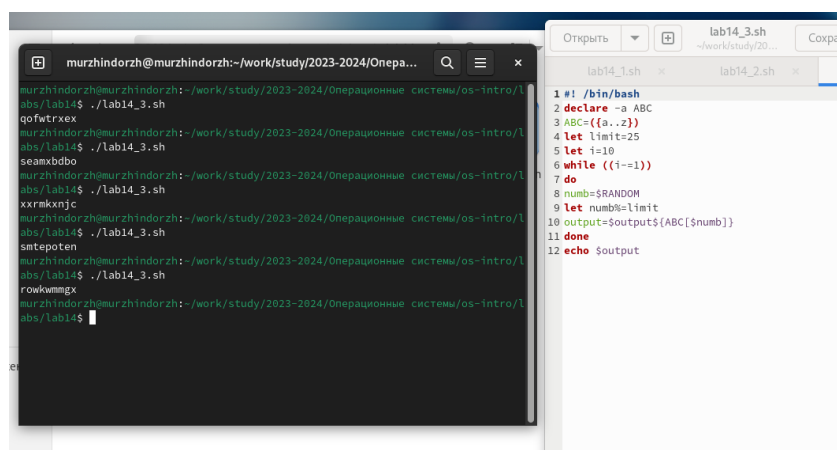 murzhindorzh@murzhindorzh:~/work/study/2023-2024/Опера...
murzhindorzh@murzhindorzh:~/work/study/2023-2024/Операционные системы/os-intro/l
abs/lab14$ ./lab14_3.sh
qofwtrxex
murzhindorzh@murzhindorzh:~/work/study/2023-2024/Операционные системы/os-intro/l
abs/lab14$ ./lab14_3.sh
seamxbdbo
murzhindorzh@murzhindorzh:~/work/study/2023-2024/Операционные системы/os-intro/l
abs/lab14$ ./lab14_3.sh
xxrmkxnjc
murzhindorzh@murzhindorzh:~/work/study/2023-2024/Операционные системы/os-intro/l
abs/lab14$ ./lab14_3.sh
smtepoten
murzhindorzh@murzhindorzh:~/work/study/2023-2024/Операционные системы/os-intro/l
abs/lab14$ ./lab14_3.sh
rowkwmmgx
murzhindorzh@murzhindorzh:~/work/study/2023-2024/Операционные системы/os-intro/l
abs/lab14$
Открыть
lab14_3.sh
~/work/study/20...
Сохра
lab14_1.sh
lab14_2.sh
1 #! /bin/bash
2 declare -a ABC
3 ABC=({a..z})
4 let limit=25
5 let i=10
6 while ((i-=1))
7 do
8 numb=$RANDOM
9 let numb%=limit
10 output=$output${ABC[$numb]}
11 done
12 echo $output